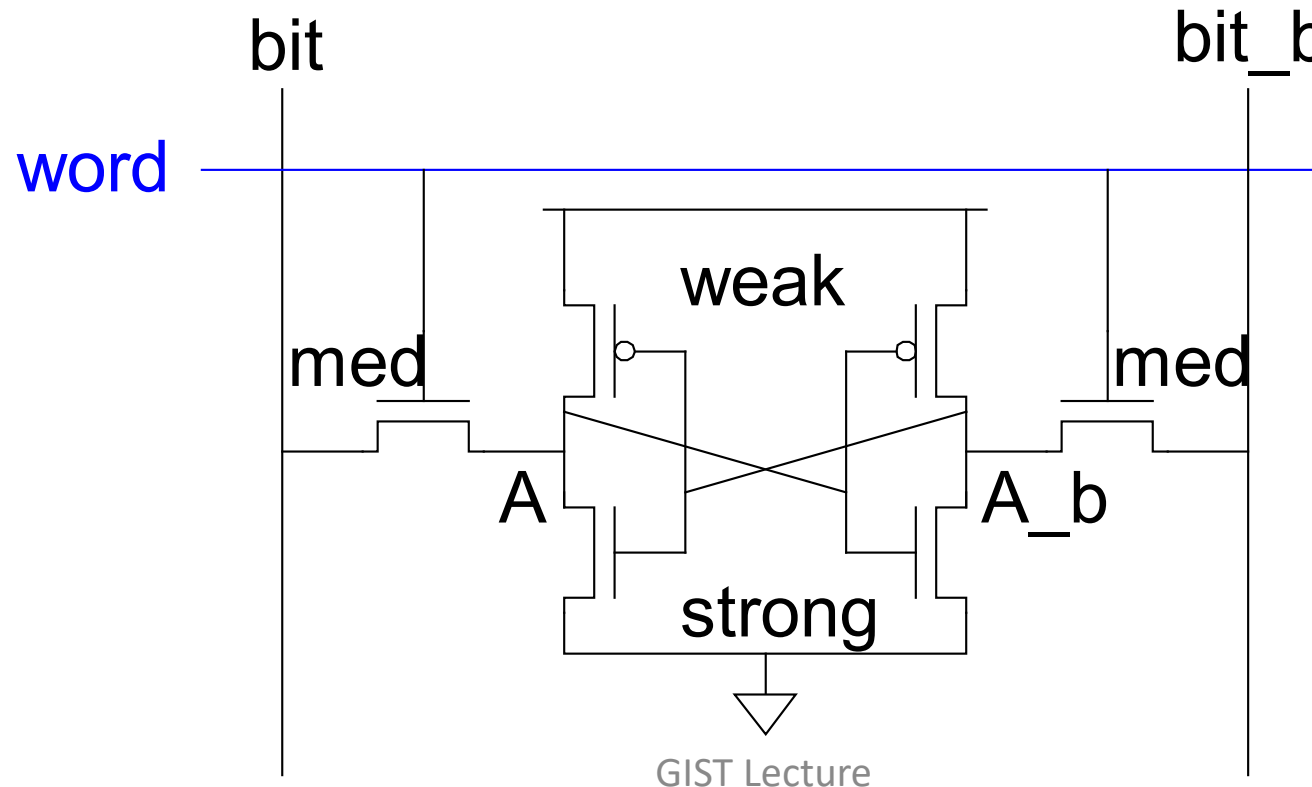 bit
bit_b
word
weak
med
med
A
A_b
strong
GIST Lecture